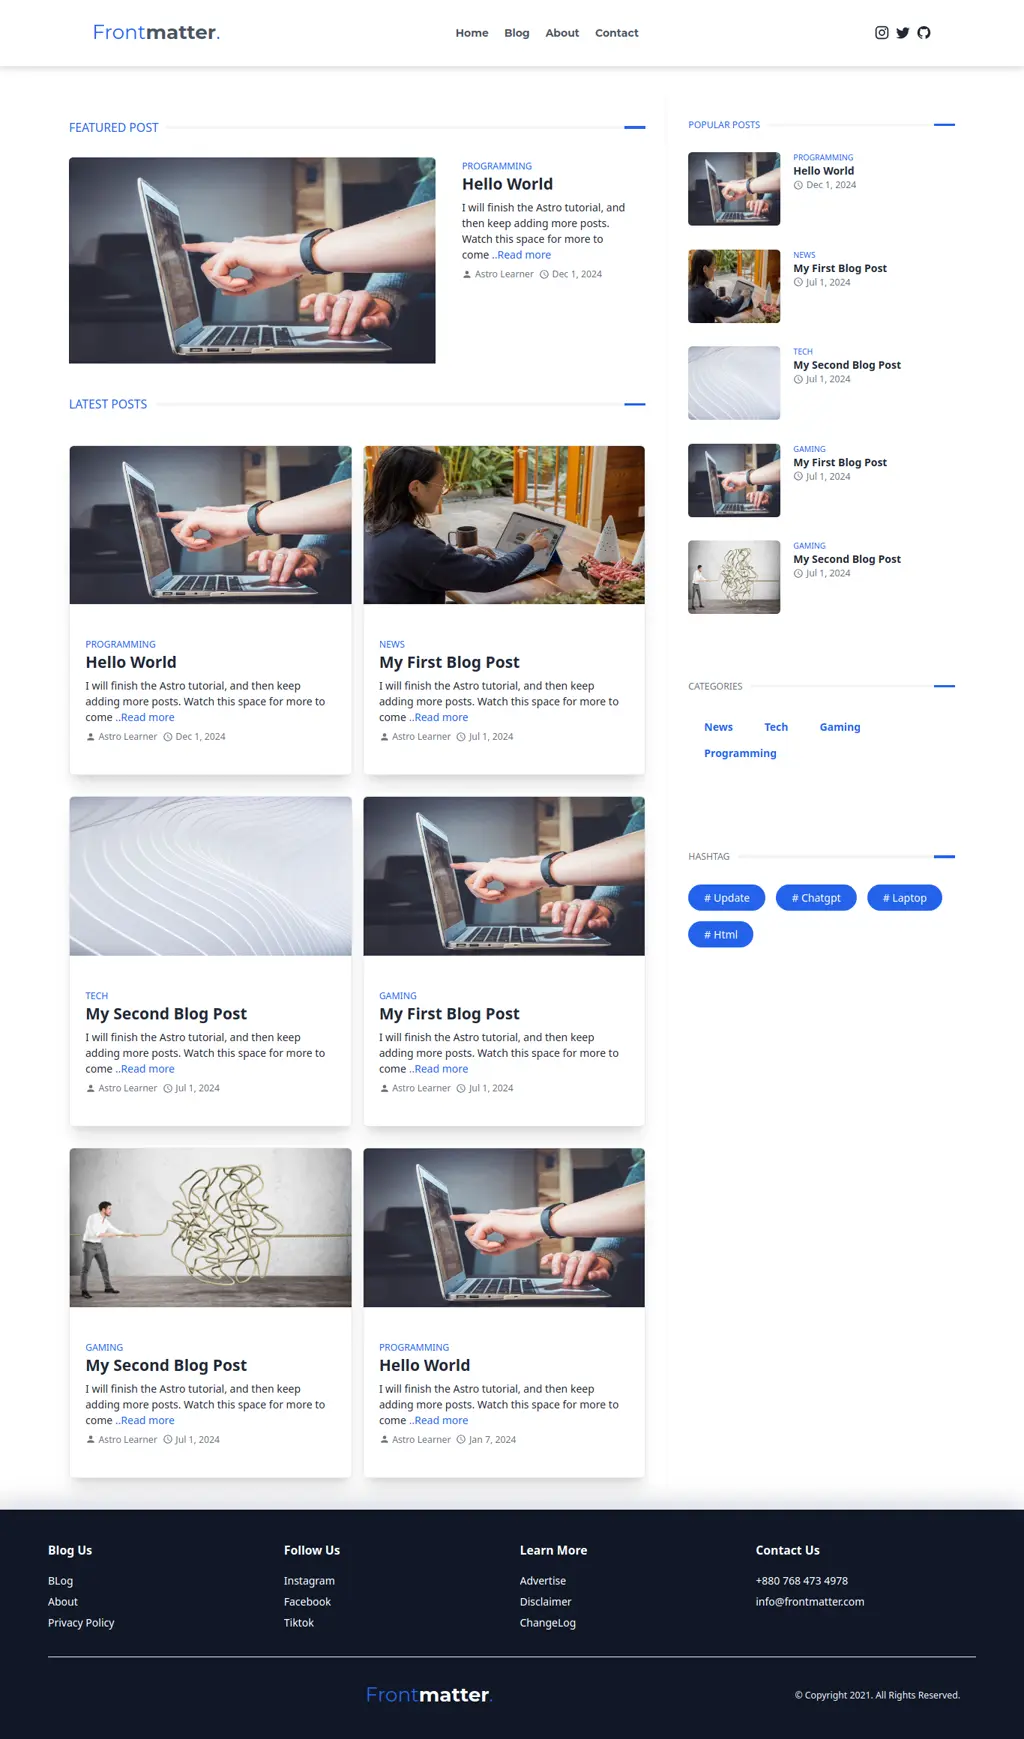 Frontmatter.
Home Blog About Contact
FEATURED POST
PROGRAMMING
Hello World
I will finish the Astro tutorial, and
then keep adding more posts.
Watch this space for more to
come ..Read more
Astro Learner Dec 1, 2024
LATEST POSTS
PROGRAMMING
Hello World
I will finish the Astro tutorial, and then keep
adding more posts. Watch this space for more to
come ..Read more
Astro Learner Dec 1, 2024
NEWS
My First Blog Post
I will finish the Astro tutorial, and then keep
adding more posts. Watch this space for more to
come ..Read more
Astro Learner Jul 1, 2024
TECH
My Second Blog Post
I will finish the Astro tutorial, and then keep
adding more posts. Watch this space for more to
come ..Read more
Astro Learner Jul 1, 2024
GAMING
My First Blog Post
I will finish the Astro tutorial, and then keep
adding more posts. Watch this space for more to
come ..Read more
Astro Learner Jul 1, 2024
GAMING
My Second Blog Post
I will finish the Astro tutorial, and then keep
adding more posts. Watch this space for more to
come ..Read more
Astro Learner Jul 1, 2024
PROGRAMMING
Hello World
I will finish the Astro tutorial, and then keep
adding more posts. Watch this space for more to
come ..Read more
Astro Learner Jan 7, 2024
POPULAR POSTS
PROGRAMMING
Hello World
Dec 1, 2024
NEWS
My First Blog Post
Jul 1, 2024
TECH
My Second Blog Post
Jul 1, 2024
GAMING
My First Blog Post
Jul 1, 2024
GAMING
My Second Blog Post
Jul 1, 2024
CATEGORIES
News Tech Gaming
Programming
HASHTAG
# Update # Chatgpt # Laptop
# Html
Blog Us
BLog
About
Privacy Policy
Follow Us
Instagram
Facebook
Tiktok
Learn More
Advertise
Disclaimer
ChangeLog
Contact Us
+880 768 473 4978
info@frontmatter.com
Frontmatter.
© Copyright 2021. All Rights Reserved.